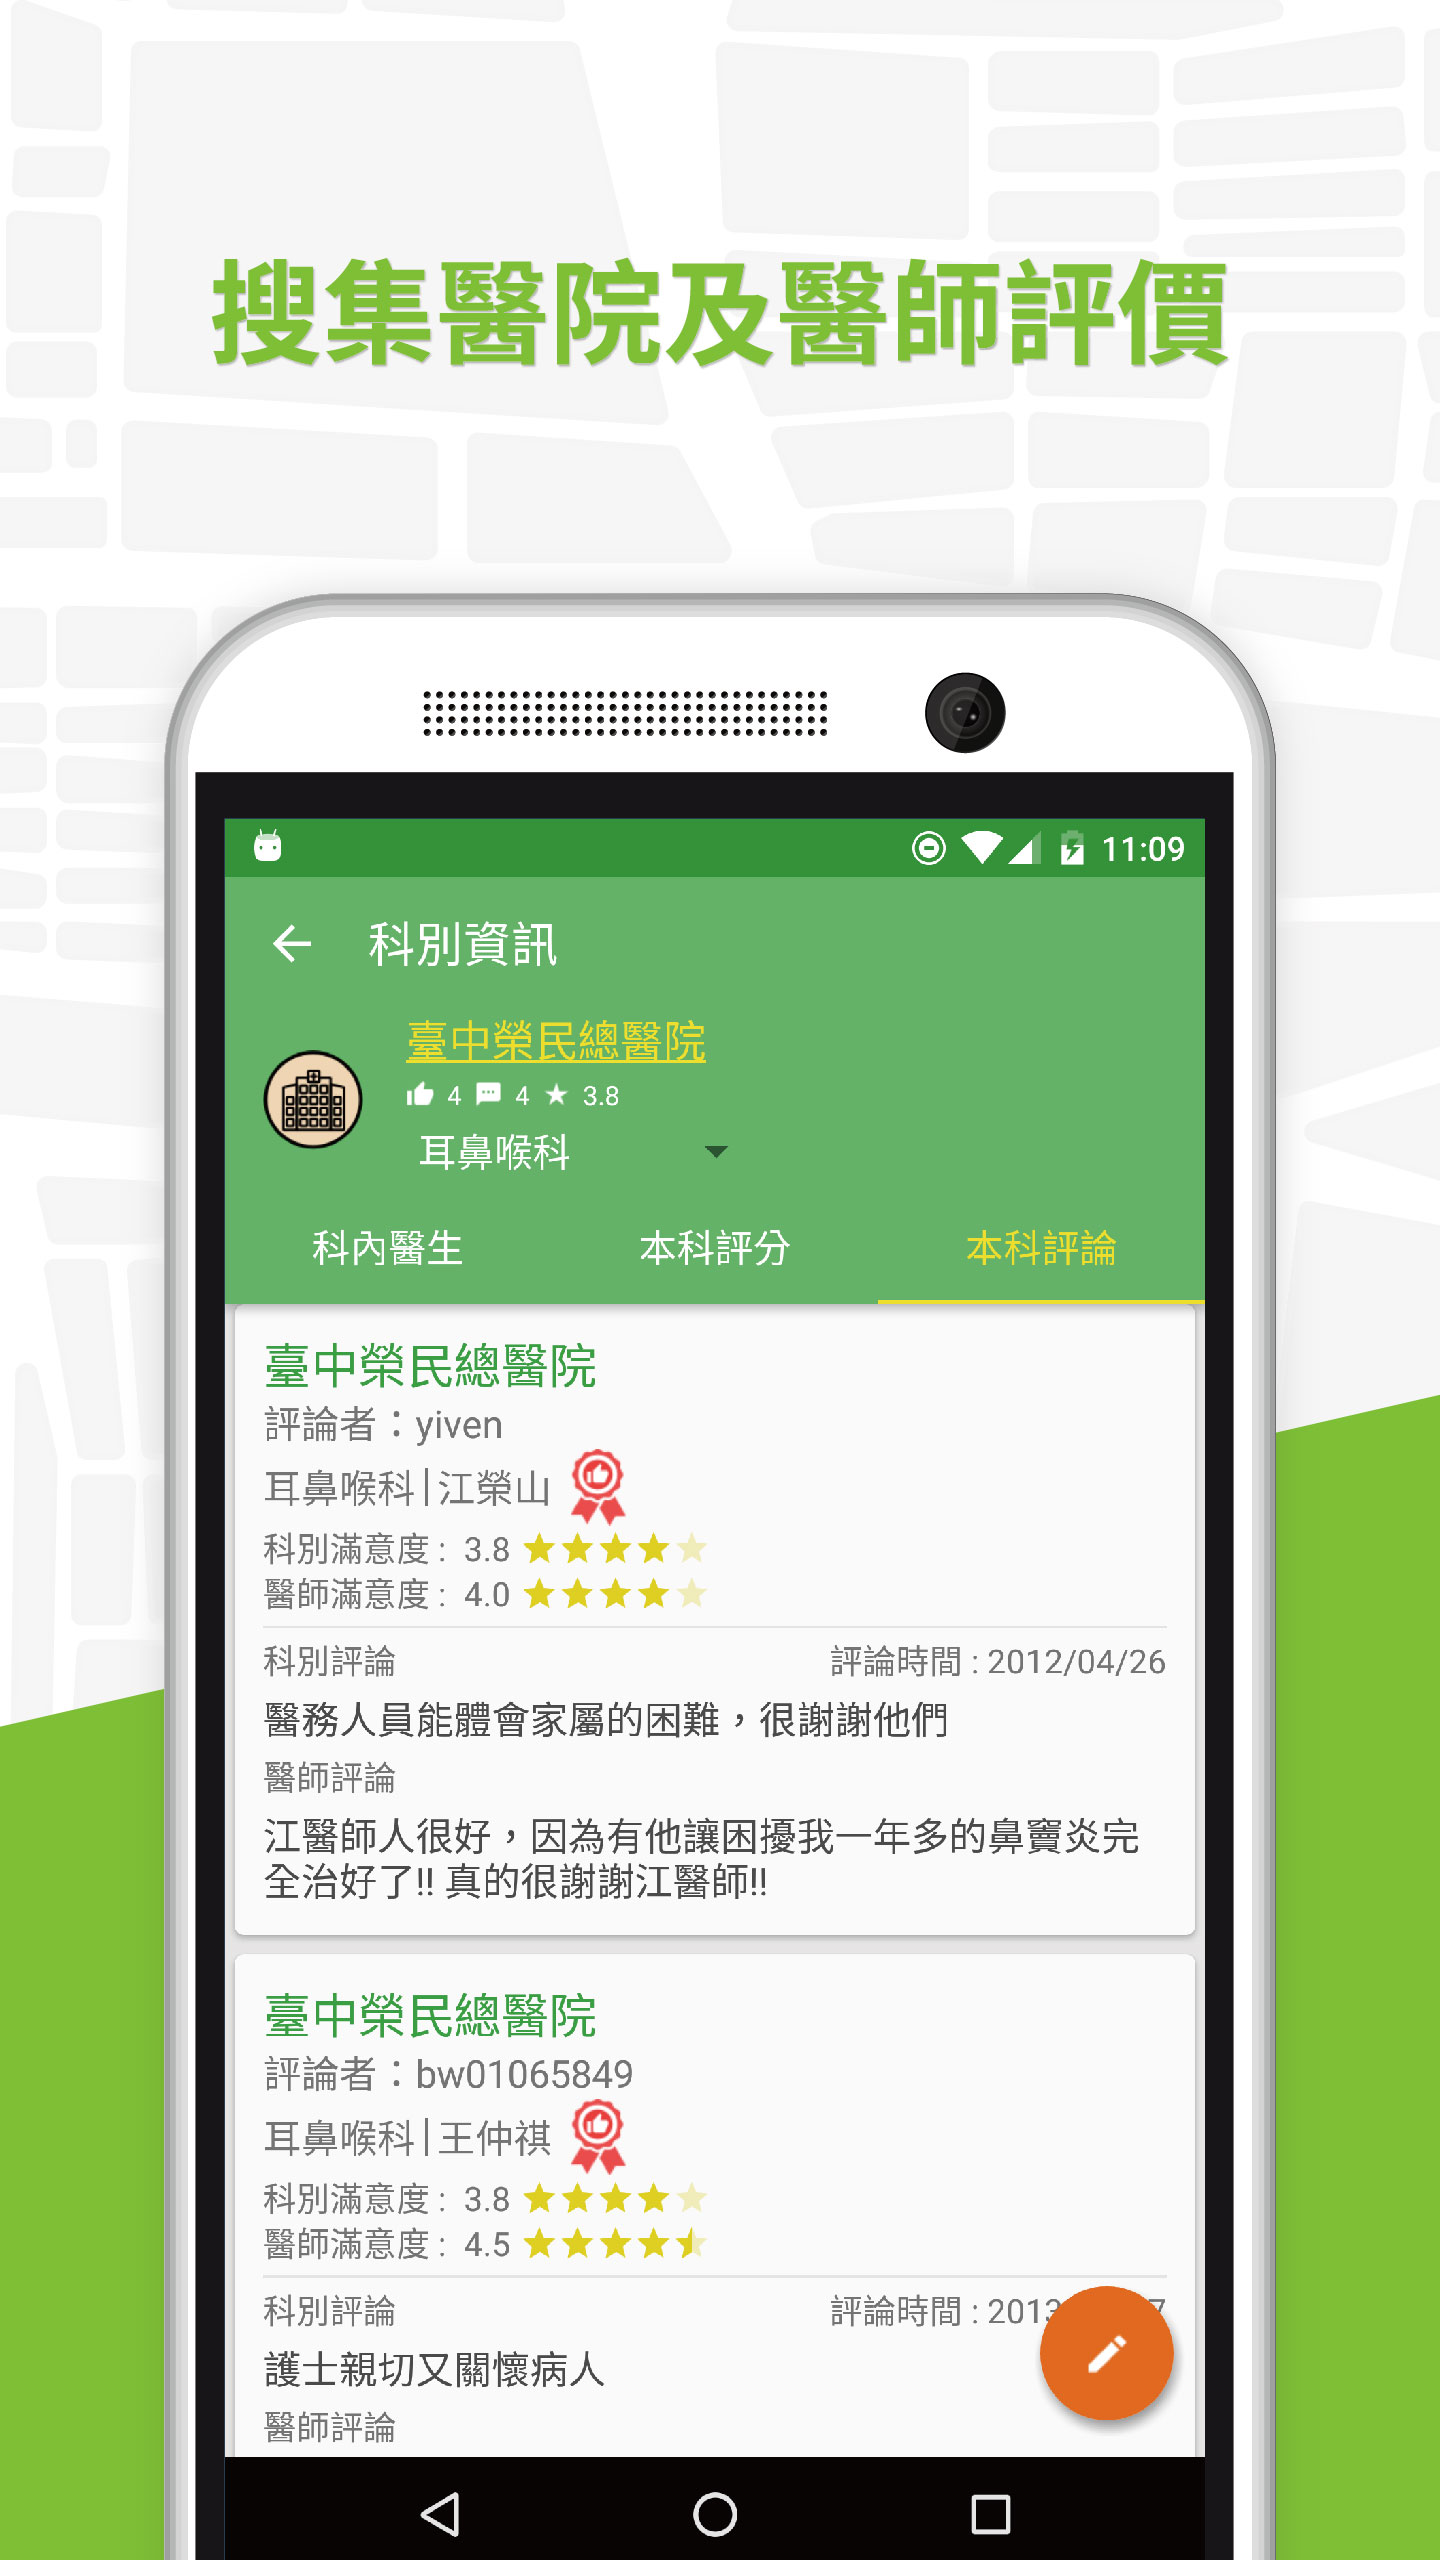 搜集醫院及醫師評價
11:09
科別資訊
臺中榮民總醫院
4 4 3.8
耳鼻喉科
科內醫生 本科評分 本科評論
臺中榮民總醫院
評論者：yiven
耳鼻喉科|江榮山
科別滿意度 : 3.8
醫師滿意度 : 4.0
科別評論 評論時間 : 2012/04/26
醫務人員能體會家屬的困難，很謝謝他們
醫師評論
江醫師人很好，因為有他讓困擾我一年多的鼻竇炎完
全治好了!! 真的很謝謝江醫師!!
臺中榮民總醫院
評論者：bw01065849
耳鼻喉科|王仲祺
科別滿意度 : 3.8
醫師滿意度 : 4.5
科別評論 評論時間 : 2013
護士親切又關懷病人
醫師評論